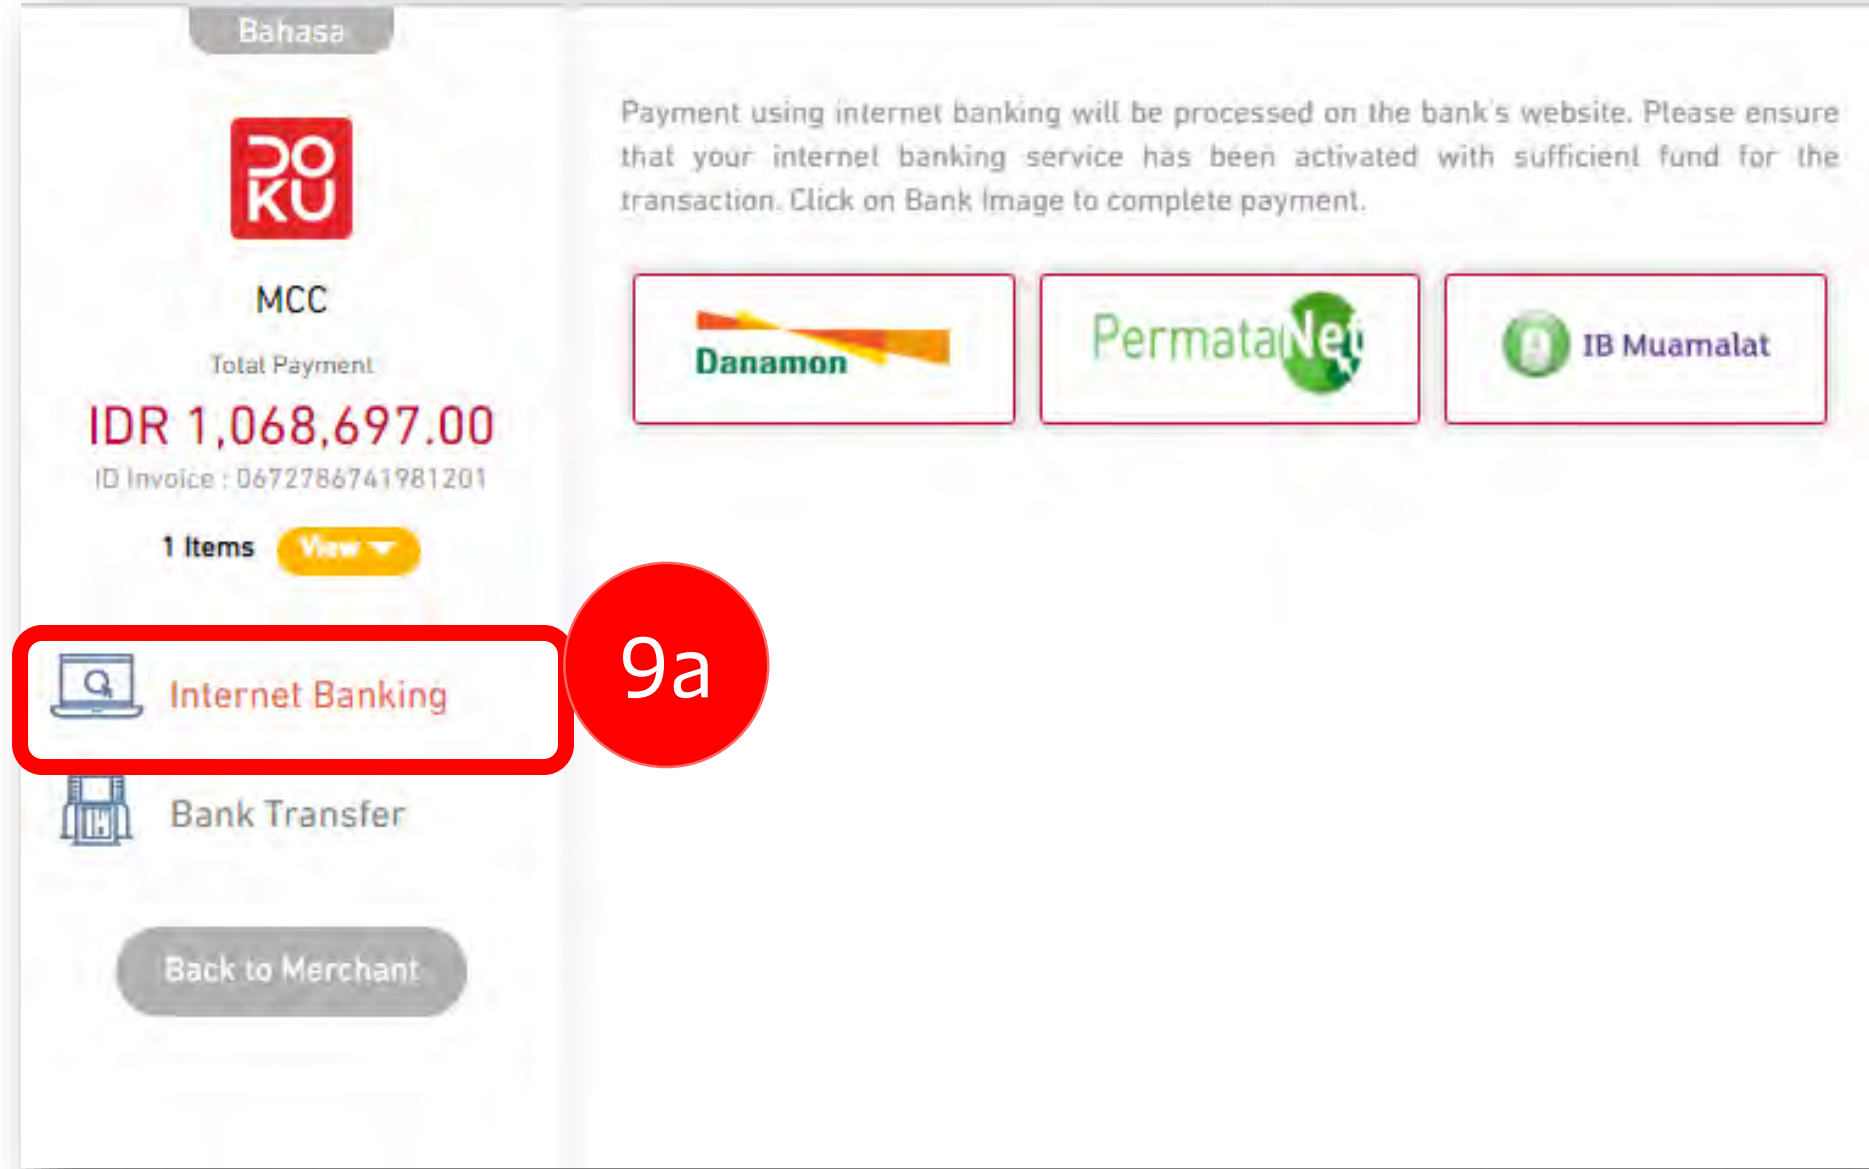 Bahasa
DO
KU
MCC
Total Payment
IDR 1,068,697.00
ID Invoice : 0672786741981201
1 Items View
Internet Banking
9a
Bank Transfer
Back to Merchant
Payment using internet banking will be processed on the bank's website. Please ensure
that your internet banking service has been activated with sufficient fund for the
transaction. Click on Bank Image to complete payment.
Danamon
PermataNet
IB Muamalat